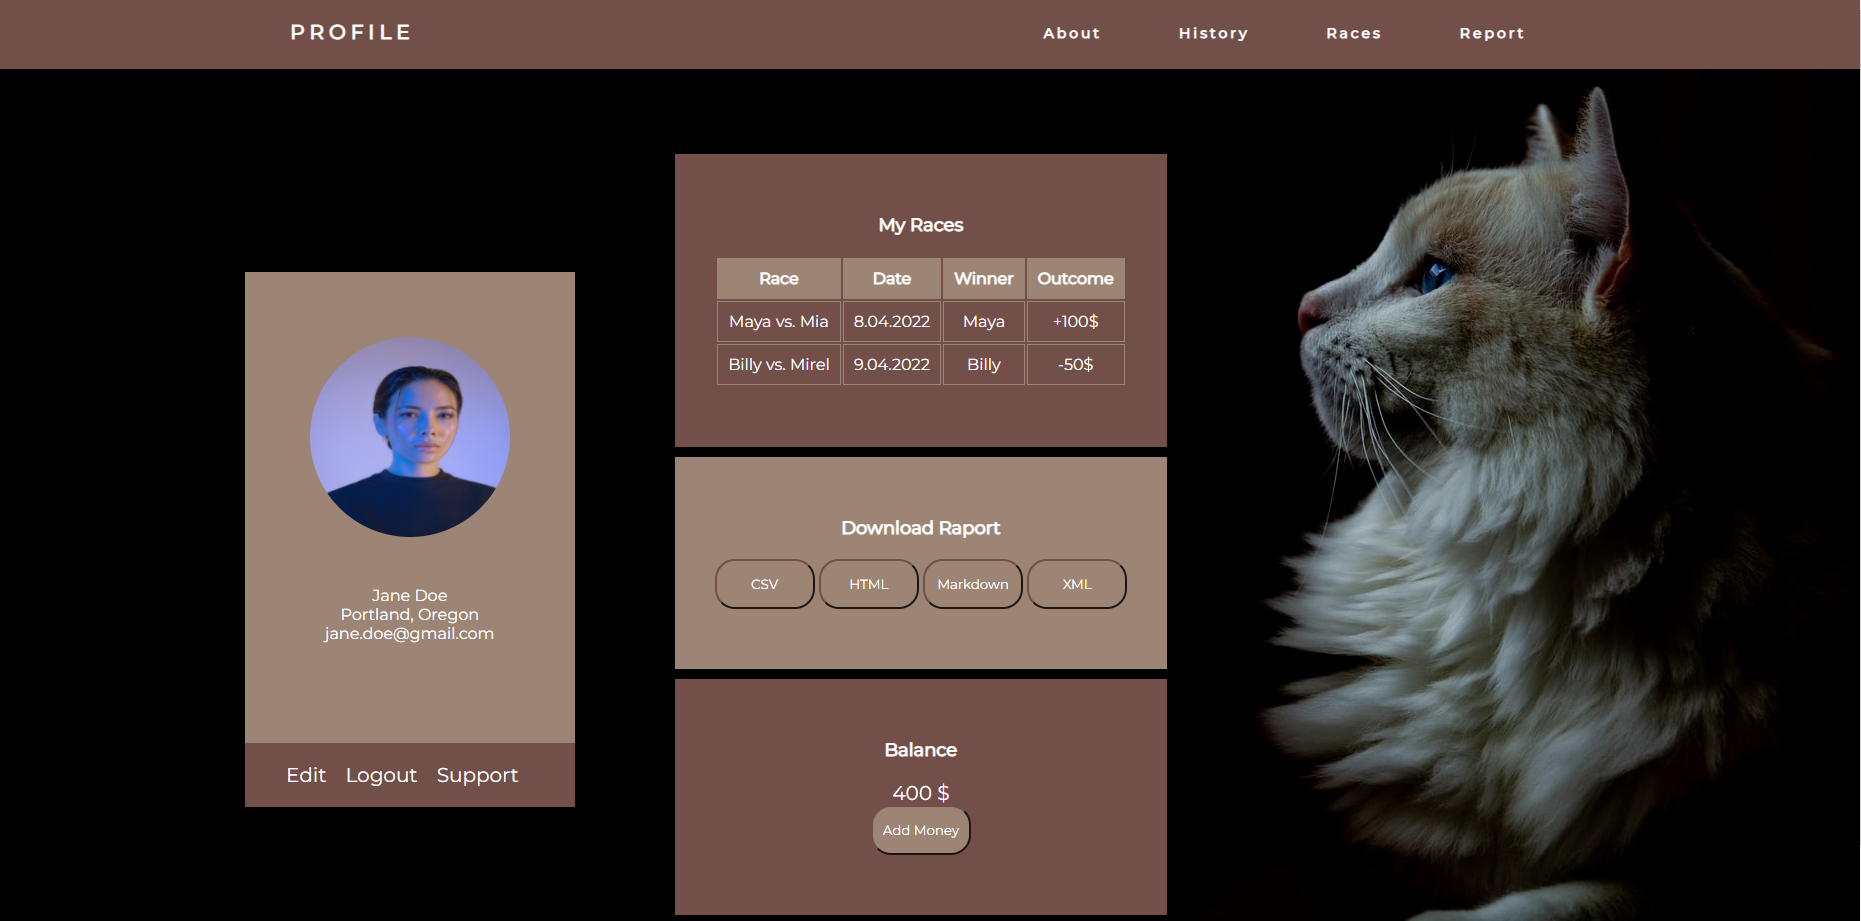 PROFILE
About History Races Report
My Races
Race Date Winner Outcome
Maya vs. Mia 8.04.2022 Maya +100$
Billy vs. Mirel 9.04.2022 Billy -50$
Download Raport
CSV HTML Markdown XML
Balance
400 $
Add Money
Jane Doe
Portland, Oregon
jane.doe@gmail.com
Edit Logout Support